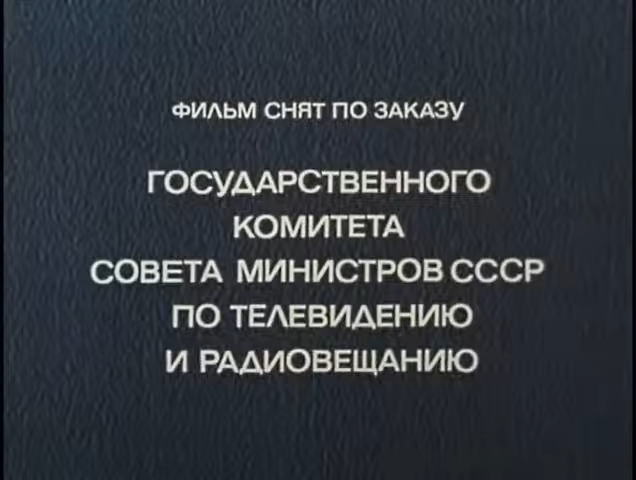 ФИЛЬМ СНЯТ ПО ЗАКАЗУ
ГОСУДАРСТВЕННОГО
КОМИТЕТА
СОВЕТА МИНИСТРОВ СССР
ПО ТЕЛЕВИДЕНИЮ
И РАДИОВЕЩАНИЮ